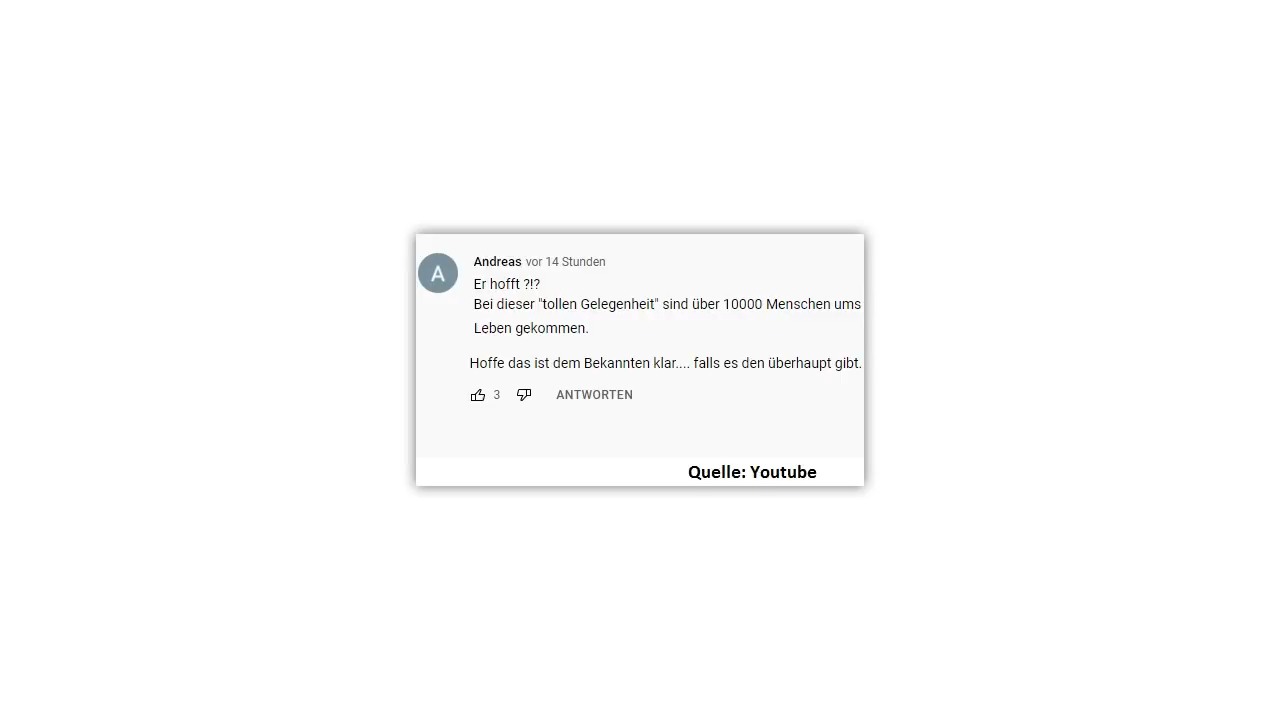 A
Andreas vor 14 Stunden
Er hofft ?!?
Bei dieser "tollen Gelegenheit" sind über 10000 Menschen ums
Leben gekommen.
Hoffe das ist dem Bekannten klar.... falls es den überhaupt gibt.
3 ANTWORTEN
Quelle: Youtube